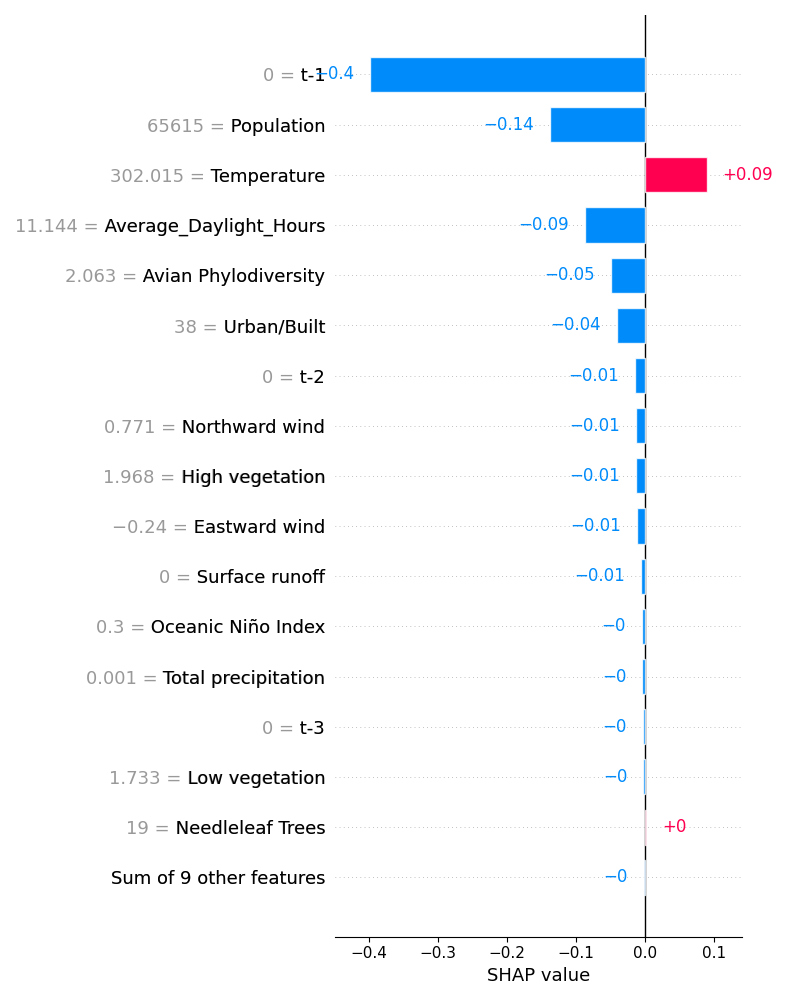 0 = t-1 −0.4
65615 = Population −0.14
302.015 = Temperature +0.09
11.144 = Average_Daylight_Hours −0.09
2.063 = Avian Phylodiversity −0.05
38 = Urban/Built −0.04
0 = t-2 −0.01
0.771 = Northward wind −0.01
1.968 = High vegetation −0.01
−0.24 = Eastward wind −0.01
0 = Surface runoff −0.01
0.3 = Oceanic Niño Index −0
0.001 = Total precipitation −0
0 = t-3 −0
1.733 = Low vegetation −0
19 = Needleleaf Trees +0
Sum of 9 other features −0
−0.4 −0.3 −0.2 −0.1 0.0 0.1
SHAP value